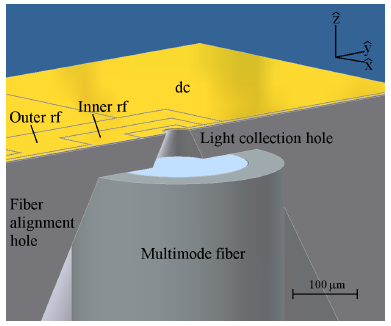 ẑ
ŷ
x̂
dc
Inner rf
Outer rf
Light collection hole
Fiber
alignment
hole
Multimode fiber
100 μm